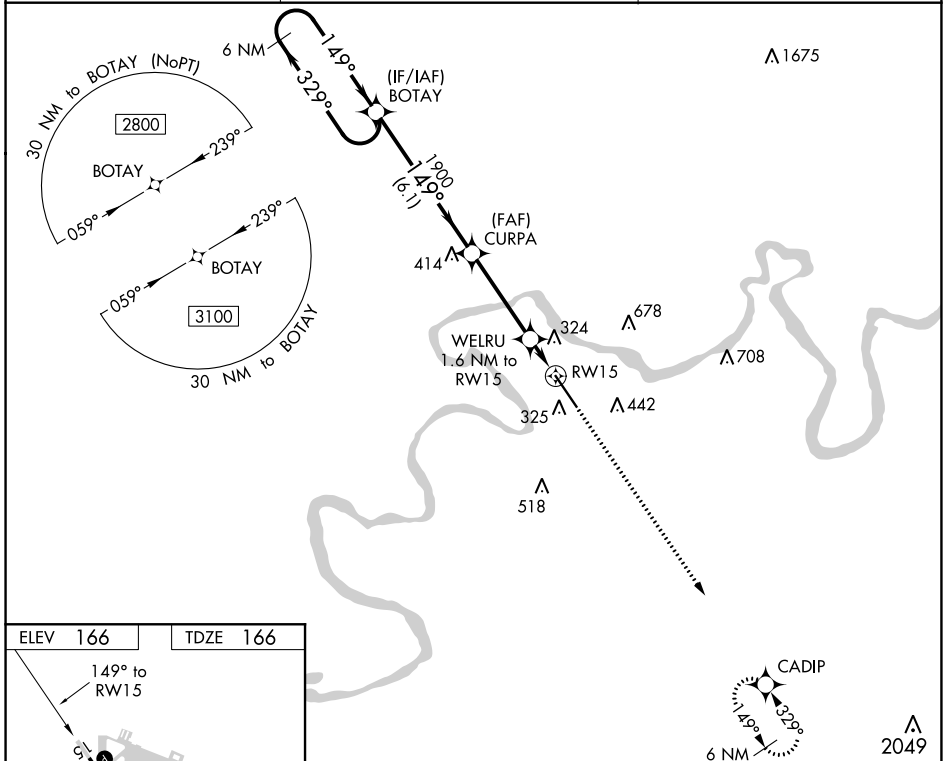 6 NM
149°
329°
(IF/IAF)
BOTAY
1675
30 NM to BOTAY (NoPT)
2800
BOTAY
239°
059°
1900
149°
(6.1)
(FAF)
CURPA
414
239°
BOTAY
059°
3100
30 NM to BOTAY
WELRU
1.6 NM to
RW15
324
678
708
RW15
325
442
518
ELEV 166
TDZE 166
149° to
RW15
15
A
CADIP
149°
329°
6 NM
2049